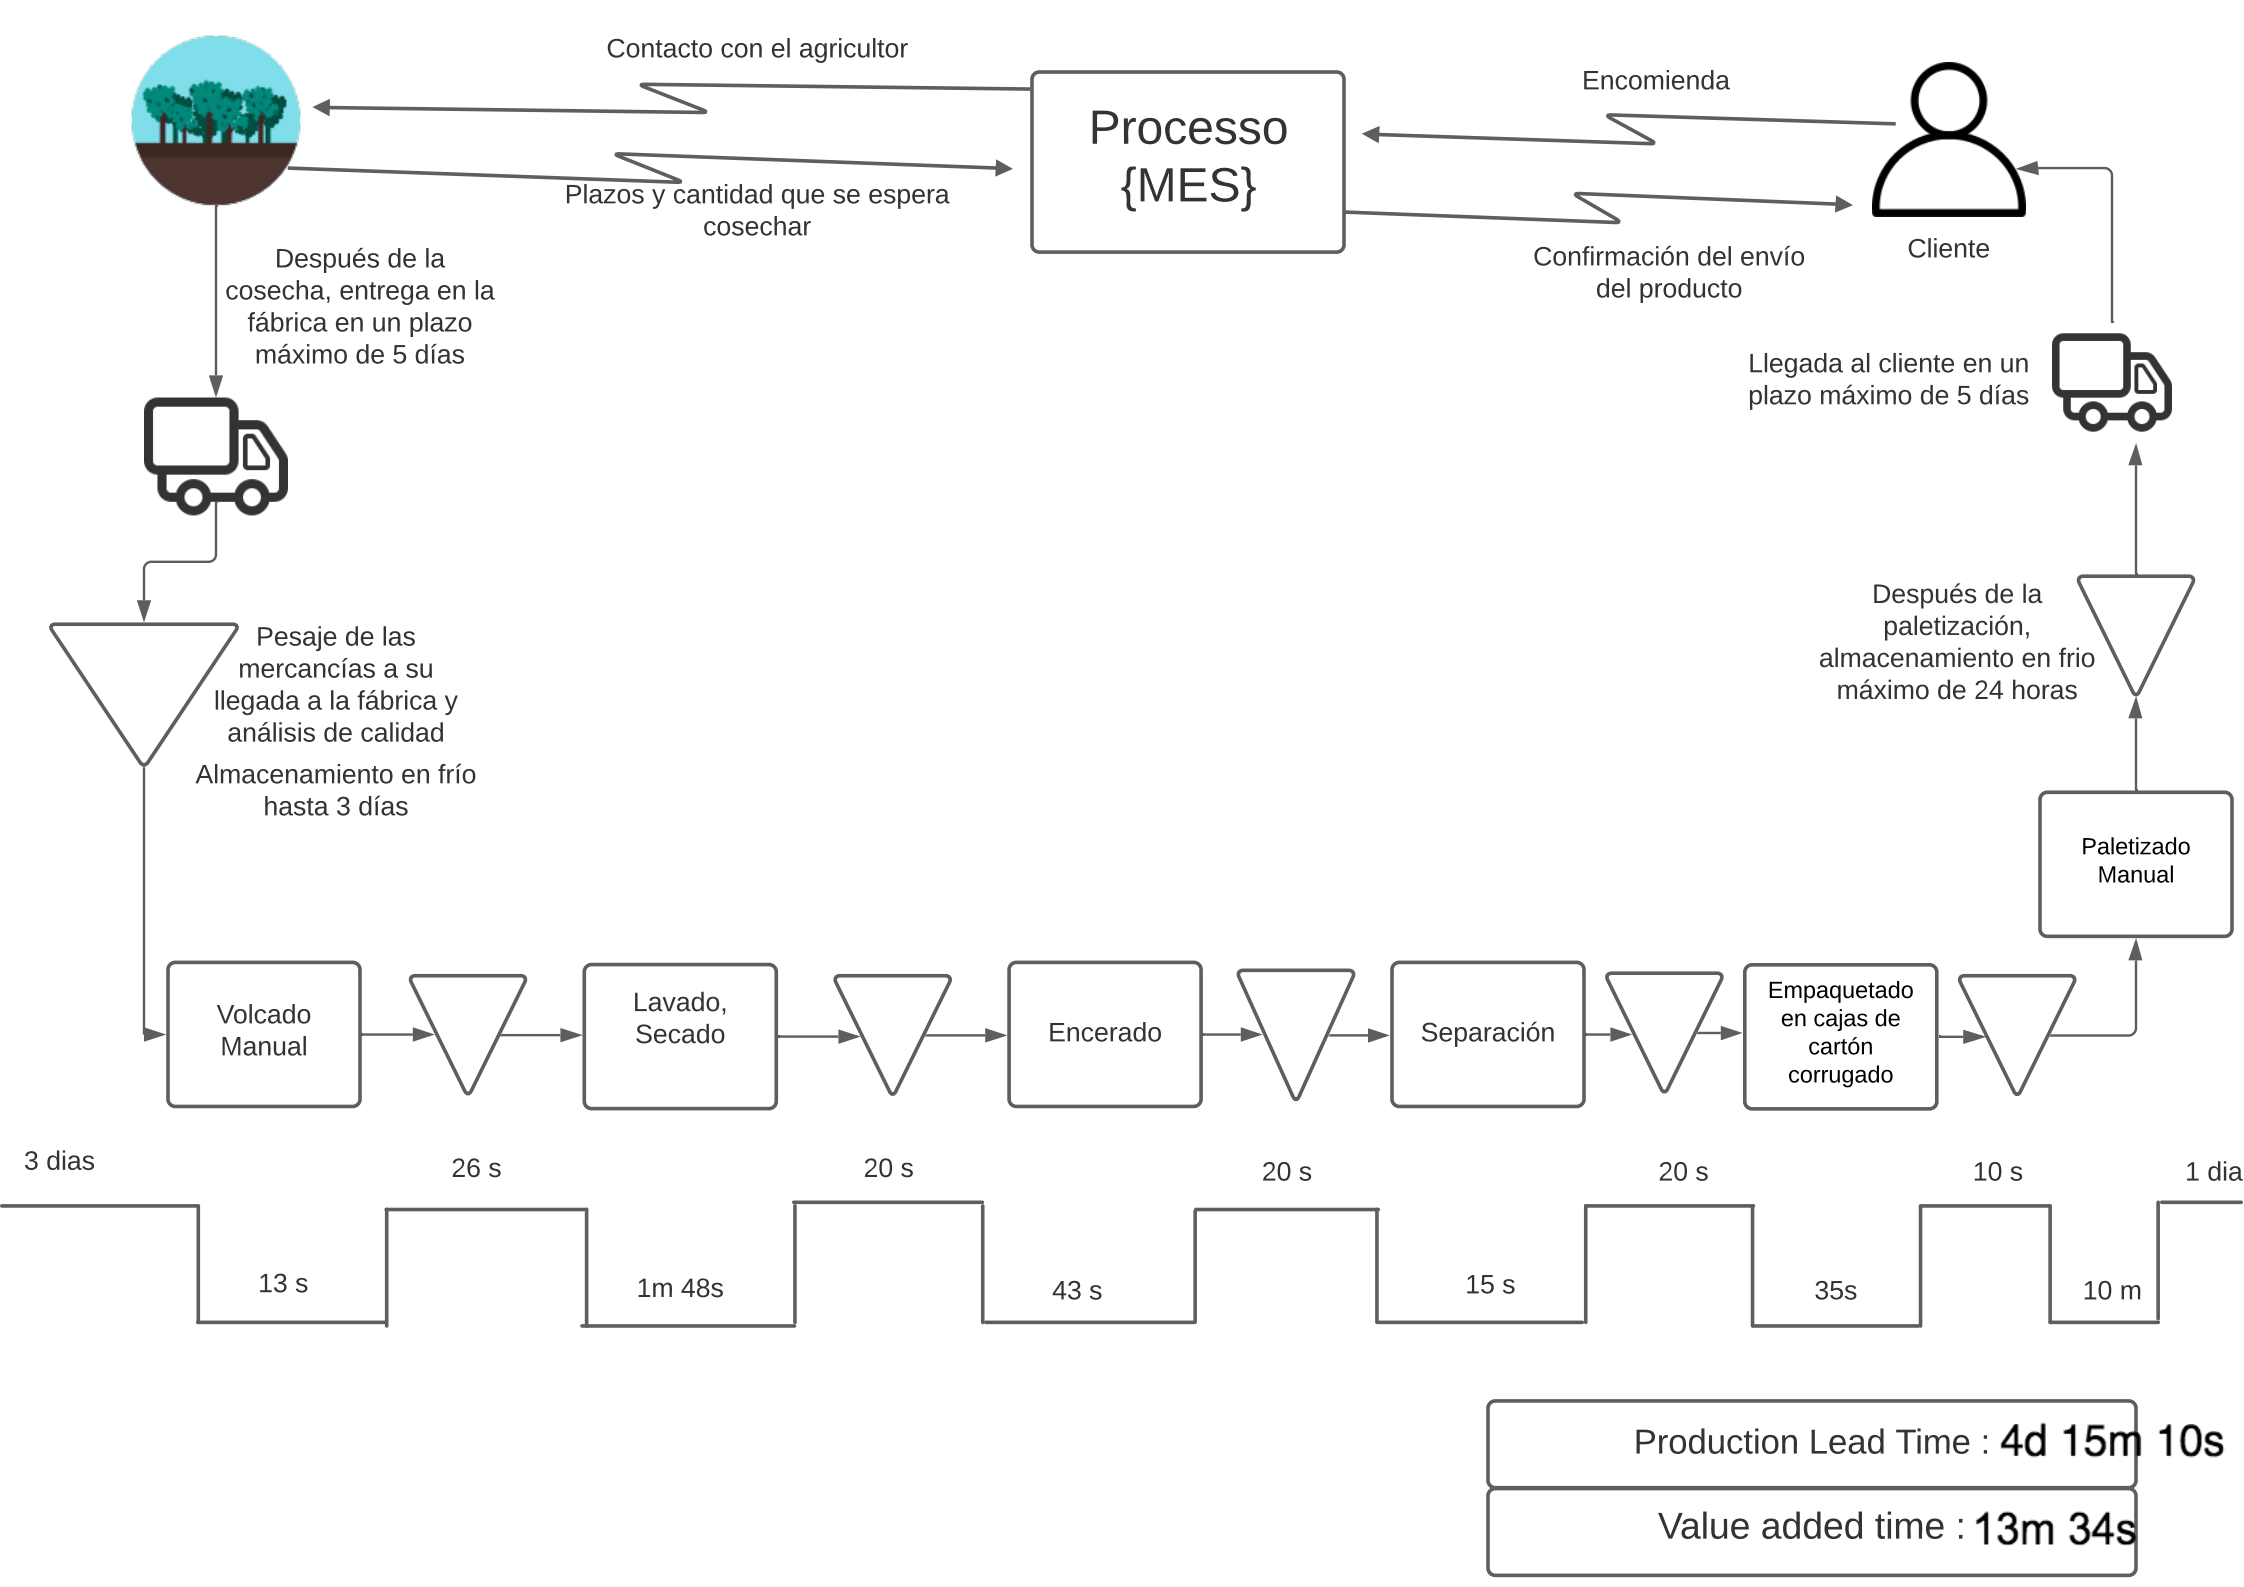 Contacto con el agricultor
Processo
{MES}
Encomienda
Plazos y cantidad que se espera
cosechar
Confirmación del envío
del producto
Cliente
Después de la
cosecha, entrega en la
fábrica en un plazo
máximo de 5 días
Llegada al cliente en un
plazo máximo de 5 días
Pesaje de las
mercancías a su
llegada a la fábrica y
análisis de calidad
Almacenamiento en frío
hasta 3 días
Después de la
paletización,
almacenamiento en frio
máximo de 24 horas
Paletizado
Manual
Volcado
Manual
Lavado,
Secado
Encerado
Separación
Empaquetado
en cajas de
cartón
corrugado
3 dias
26 s
20 s
20 s
20 s
10 s
1 dia
13 s
1m 48s
43 s
15 s
35s
10 m
Production Lead Time : 4d 15m 10s
Value added time : 13m 34s